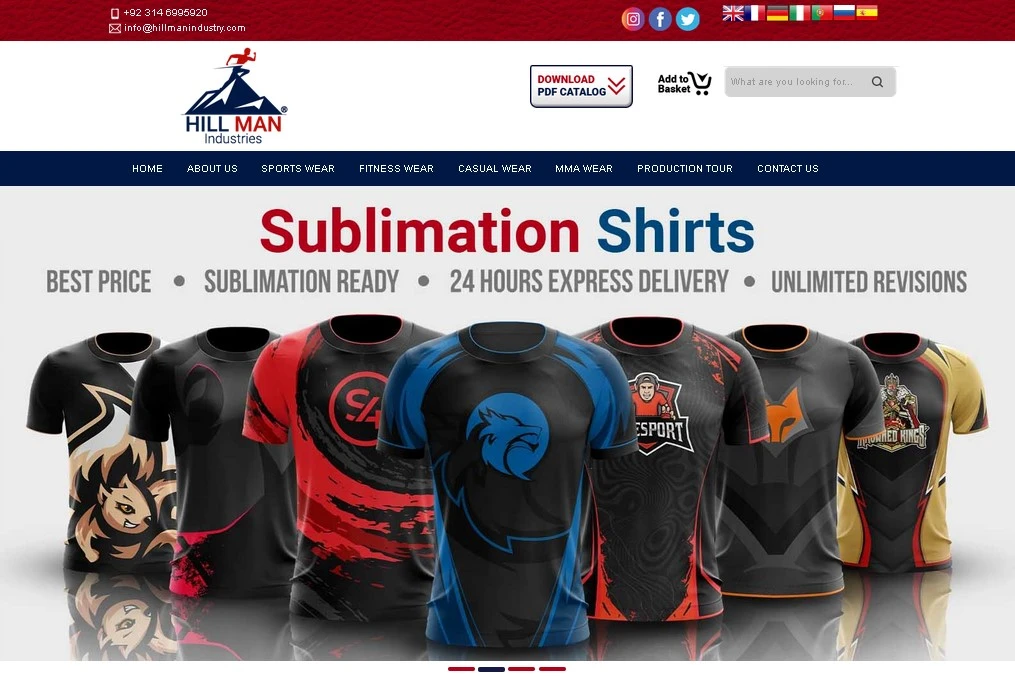 +92 314 6995920
info@hillmanindustry.com
DOWNLOAD
PDF CATALOG
Add to
Basket
What are you looking for...
HILL MAN
®
Industries
HOME ABOUT US SPORTS WEAR FITNESS WEAR CASUAL WEAR MMA WEAR PRODUCTION TOUR CONTACT US
Sublimation Shirts
BEST PRICE • SUBLIMATION READY • 24 HOURS EXPRESS DELIVERY • UNLIMITED REVISIONS
SA
ESPORT
KINGS